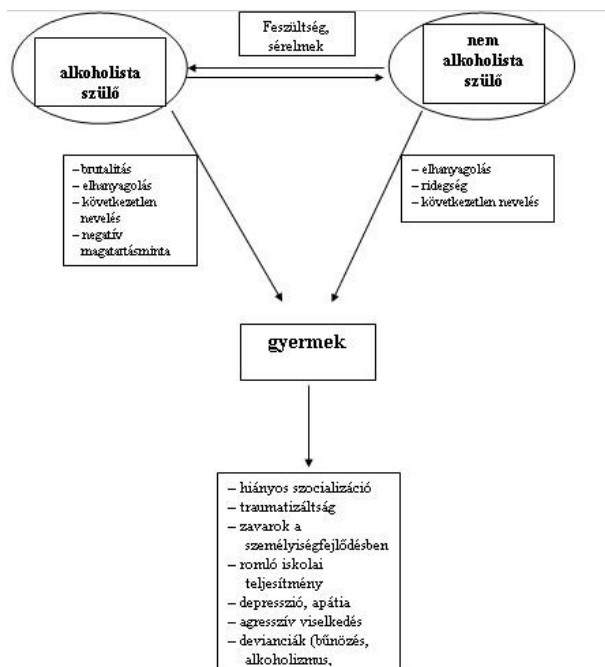 Feszültség,
sérelmek
alkoholista
szülő
nem
alkoholista
szülő
– brutalitás
– elhanyagolás
– következetlen
nevelés
– negatív
magatartásminta
– elhanyagolás
– ridegség
– következetlen nevelés
gyermek
– hiányos szocializáció
– traumatizáltság
– zavarok a
személyiségfejlődésben
– romló iskolai
teljesítmény
– depresszió, apátia
– agresszív viselkedés
– devianciák (bűnözés,
alkoholizmus,